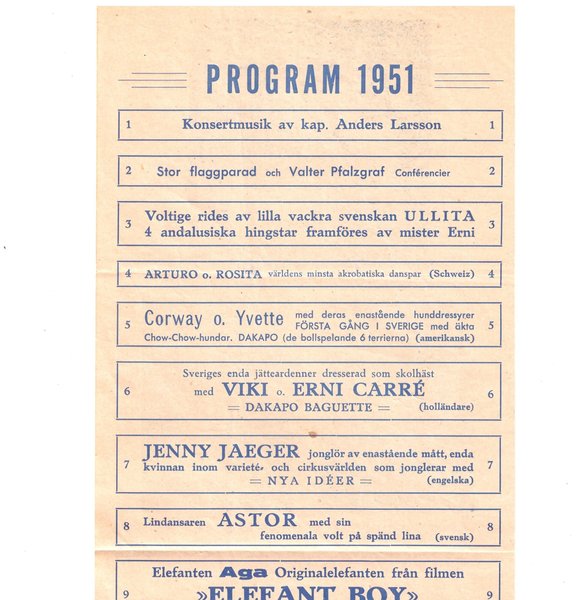 PROGRAM 1951
1 Konsertmusik av kap. Anders Larsson 1
2 Stor flaggparad och Valter Pfalzgraf Conférencier 2
3 Voltige rides av lilla vackra svenskan ULLITA 3
4 andalusiska hingstar framföres av mister Erni
4 ARTURO o. ROSITA världens minsta akrobatiska danspar (Schweiz) 4
5 Corway o. Yvette med deras enastående hunddressyrer 5
FÖRSTA GÅNG I SVERIGE med äkta
Chow-Chow-hundar. DAKAPO (de bollspelande 6 terrierna) (amerikansk)
Sveriges enda jätteardenner dresserad som skolhäst
6 med VIKI o. ERNI CARRÉ 6
= DAKAPO BAGUETTE = (holländare)
7 JENNY JAEGER jonglör av enastående mått, enda 7
kvinnan inom varieté- och cirkusvärlden som jonglerar med
= NYA IDÉER = (engelska)
8 Lindansaren ASTOR med sin 8
fenomenala volt på spänd lina (svensk)
Elefanten Aga Originalelefanten från filmen
9 »ELEFANT BOY» 9